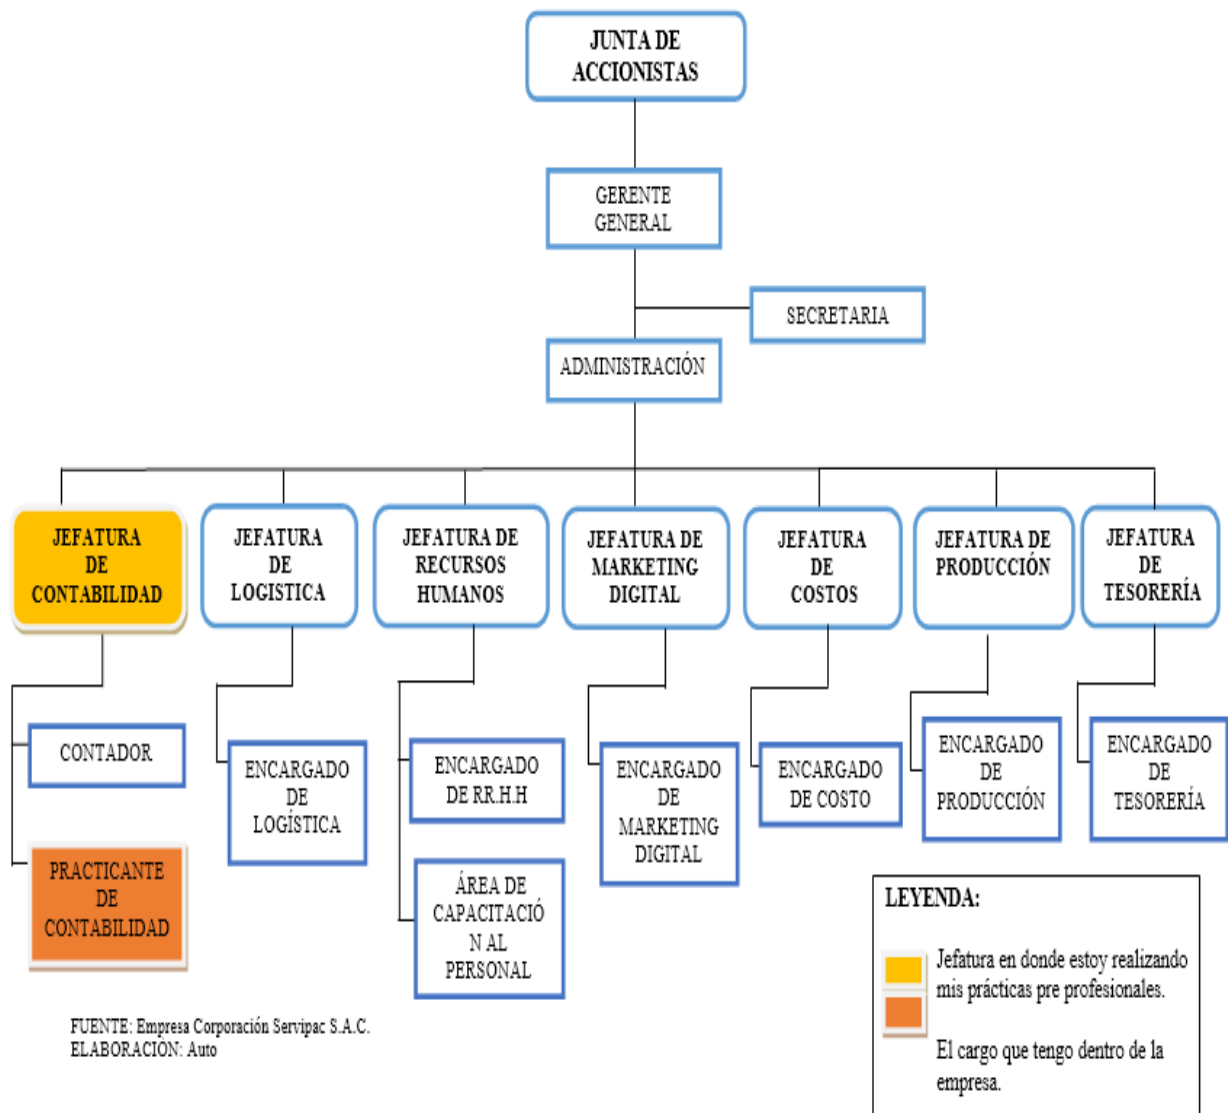 JUNTA DE
ACCIONISTAS
GERENTE
GENERAL
SECRETARIA
ADMINISTRACIÓN
JEFATURA
DE
CONTABILIDAD
JEFATURA
DE
LOGISTICA
JEFATURA DE
RECURSOS
HUMANOS
JEFATURA DE
MARKETING
DIGITAL
JEFATURA
DE
COSTOS
JEFATURA DE
PRODUCCIÓN
JEFATURA
DE
TESORERÍA
CONTADOR
PRACTICANTE
DE
CONTABILIDAD
ENCARGADO
DE
LOGÍSTICA
ENCARGADO
DE RR.H.H
ÁREA DE
CAPACITACIÓ
N AL
PERSONAL
ENCARGADO
DE
MARKETING
DIGITAL
ENCARGADO
DE COSTO
ENCARGADO
DE
PRODUCCIÓN
ENCARGADO
DE
TESORERÍA
LEYENDA:
Jefatura en donde estoy realizando
mis prácticas pre profesionales.
El cargo que tengo dentro de la
empresa.
FUENTE: Empresa Corporación Servipac S.A.C.
ELABORACIÓN: Auto